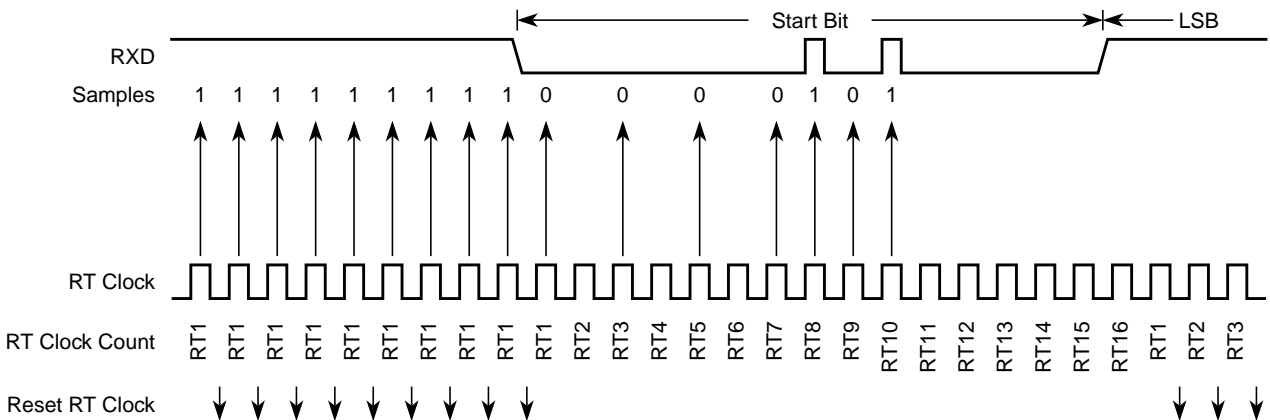 Start Bit LSB
RXD
Samples 1 1 1 1 1 1 1 1 1 0 0 0 0 1 0 1
RT Clock
RT Clock Count RT1 RT1 RT1 RT1 RT1 RT1 RT1 RT1 RT1 RT1 RT2 RT3 RT4 RT5 RT6 RT7 RT8 RT9 RT10 RT11 RT12 RT13 RT14 RT15 RT16 RT1 RT2 RT3
Reset RT Clock